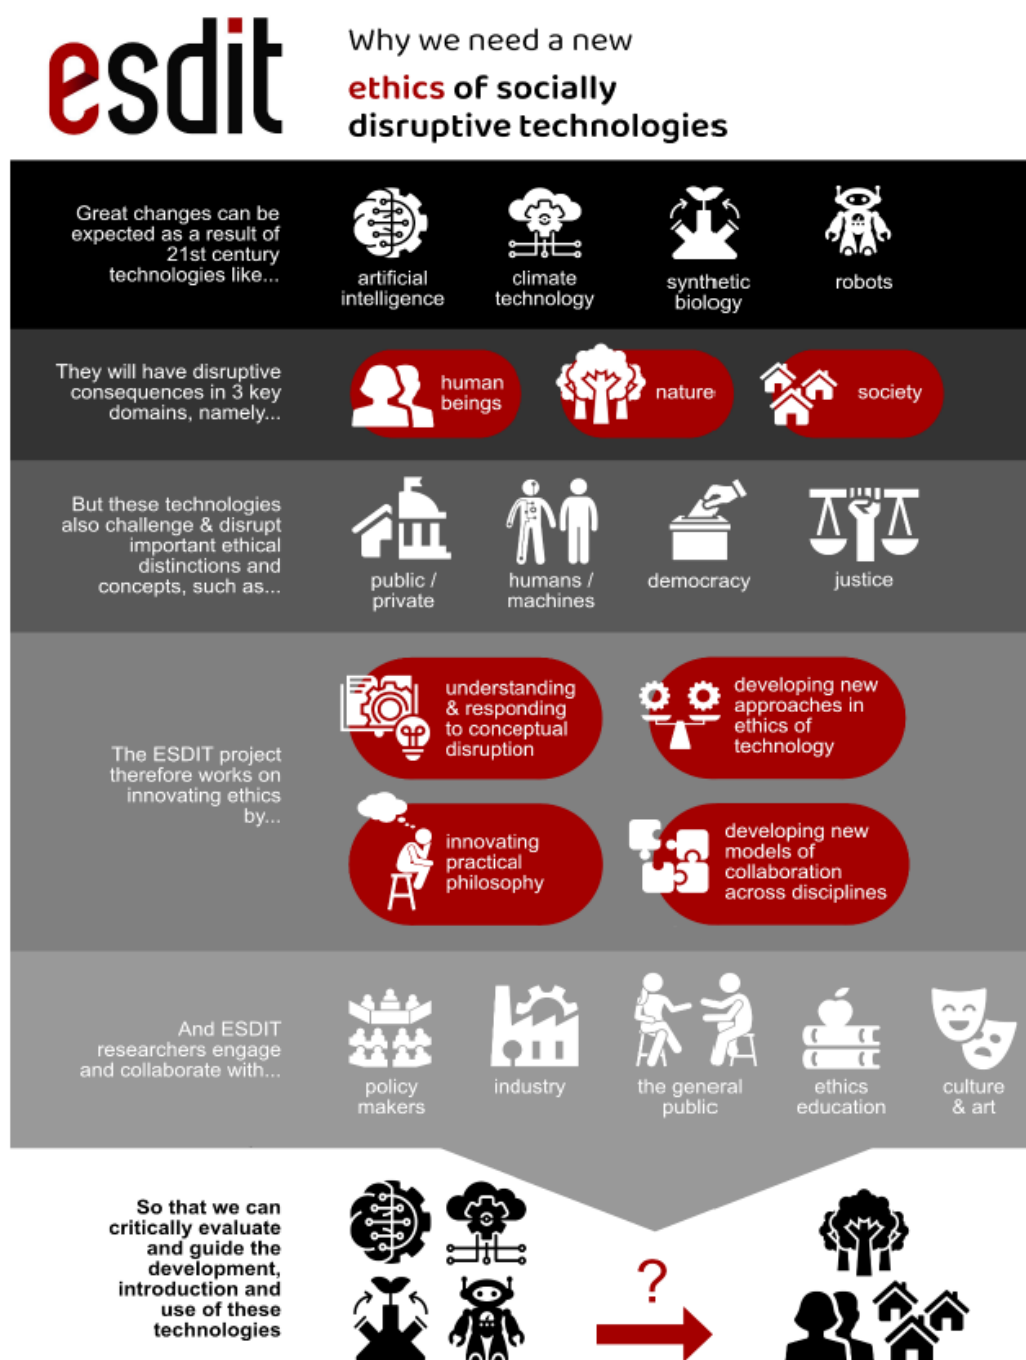 esdit
Why we need a new
ethics of socially
disruptive technologies
Great changes can be
expected as a result of
21st century
technologies like...
artificial
intelligence
climate
technology
synthetic
biology
robots
They will have disruptive
consequences in 3 key
domains, namely...
human
beings
nature
society
But these technologies
also challenge & disrupt
important ethical
distinctions and
concepts, such as...
public /
private
humans /
machines
democracy
justice
The ESDIT project
therefore works on
innovating ethics
by...
understanding
& responding
to conceptual
disruption
developing new
approaches in
ethics of
technology
innovating
practical
philosophy
developing new
models of
collaboration
across disciplines
And ESDIT
researchers engage
and collaborate with...
policy
makers
industry
the general
public
ethics
education
culture
& art
So that we can
critically evaluate
and guide the
development,
introduction and
use of these
technologies
?